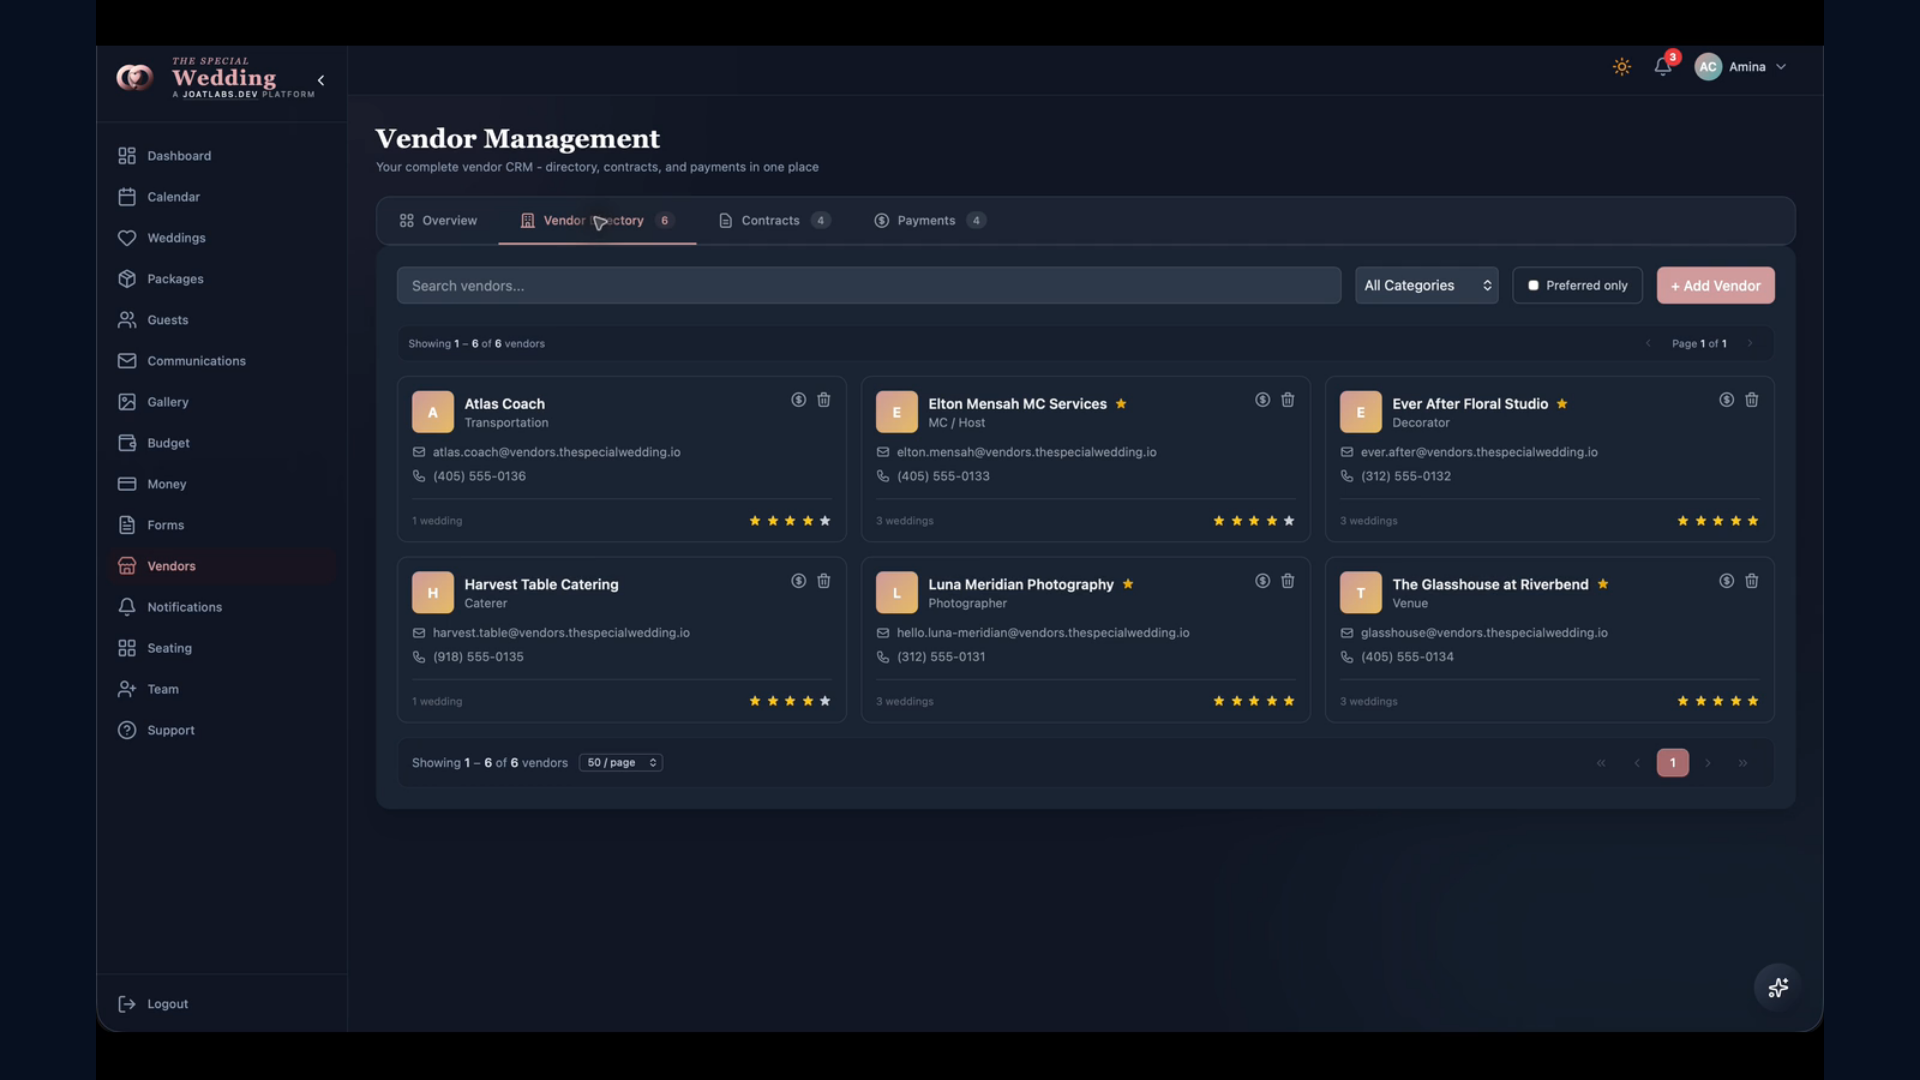 THE SPECIAL
Wedding
A JOATLABS.DEV PLATFORM
3
AC Amina
Dashboard
Calendar
Weddings
Packages
Guests
Communications
Gallery
Budget
Money
Forms
Vendors
Notifications
Seating
Team
Support
Logout
Vendor Management
Your complete vendor CRM - directory, contracts, and payments in one place
Overview
Vendor Directory 6
Contracts 4
Payments 4
Search vendors...
All Categories
Preferred only
+ Add Vendor
Showing 1 – 6 of 6 vendors
Page 1 of 1
A
Atlas Coach
Transportation
atlas.coach@vendors.thespecialwedding.io
(405) 555-0136
1 wedding
E
Elton Mensah MC Services
MC / Host
elton.mensah@vendors.thespecialwedding.io
(405) 555-0133
3 weddings
E
Ever After Floral Studio
Decorator
ever.after@vendors.thespecialwedding.io
(312) 555-0132
3 weddings
H
Harvest Table Catering
Caterer
harvest.table@vendors.thespecialwedding.io
(918) 555-0135
1 wedding
L
Luna Meridian Photography
Photographer
hello.luna-meridian@vendors.thespecialwedding.io
(312) 555-0131
3 weddings
T
The Glasshouse at Riverbend
Venue
glasshouse@vendors.thespecialwedding.io
(405) 555-0134
3 weddings
Showing 1 – 6 of 6 vendors
50 / page
« ‹ 1 › »